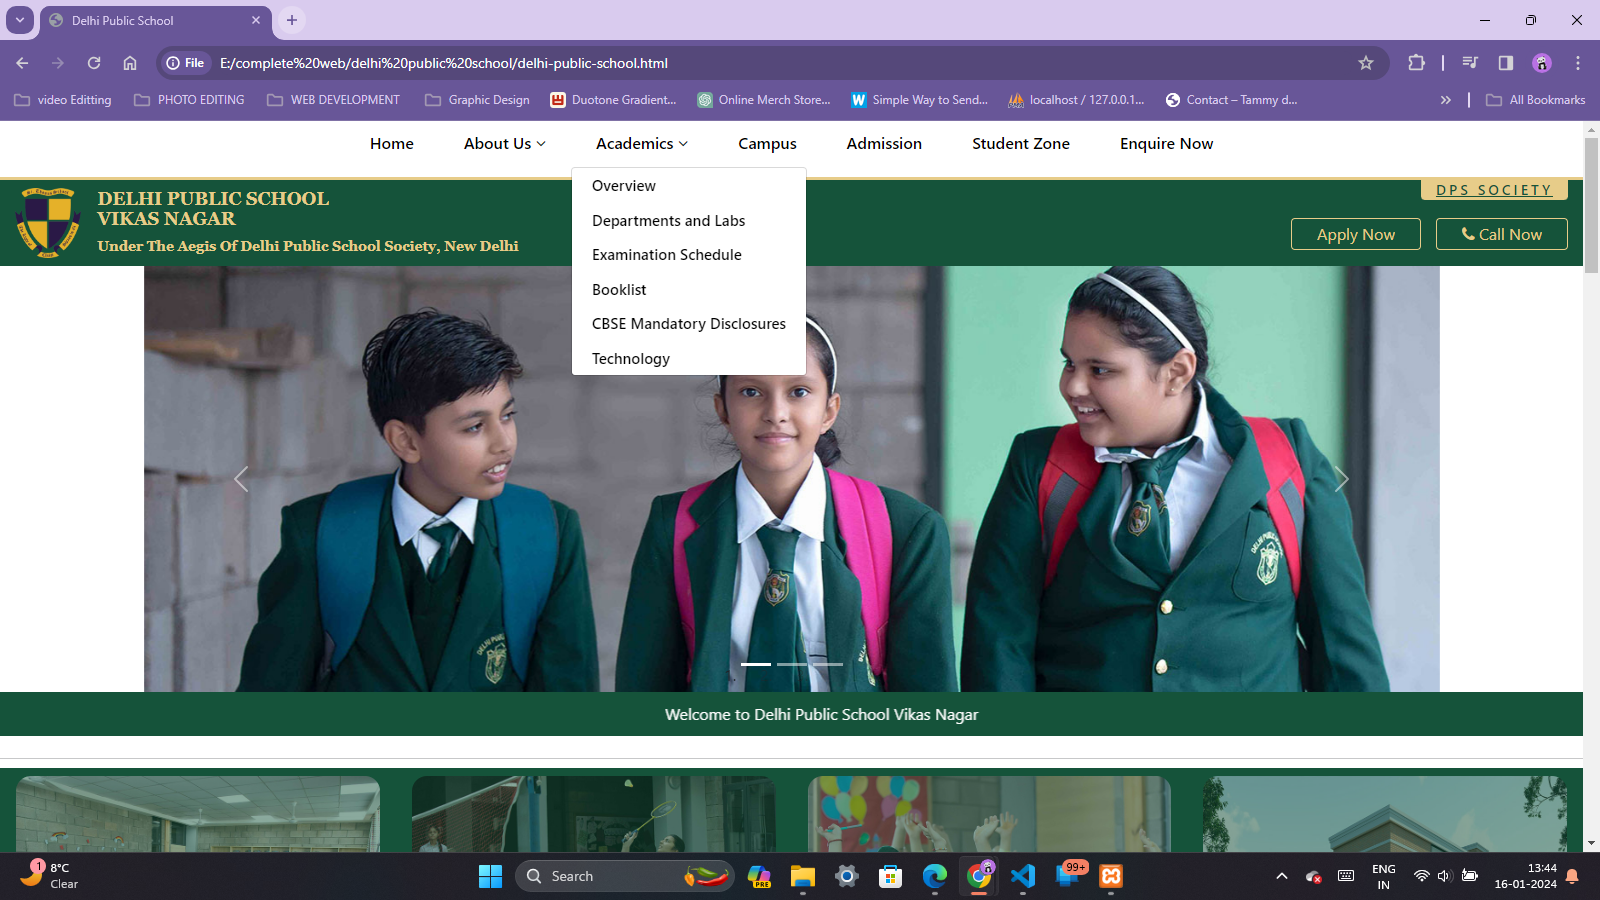 Delhi Public School
File
E:/complete%20web/delhi%20public%20school/delhi-public-school.html
video Editting
PHOTO EDITING
WEB DEVELOPMENT
Graphic Design
Duotone Gradient...
Online Merch Store...
Simple Way to Send...
localhost / 127.0.0.1...
Contact – Tammy d...
»
All Bookmarks
Home
About Us
Academics
Campus
Admission
Student Zone
Enquire Now
Overview
Departments and Labs
Examination Schedule
Booklist
CBSE Mandatory Disclosures
Technology
DELHI PUBLIC SCHOOL
VIKAS NAGAR
Under The Aegis Of Delhi Public School Society, New Delhi
DPS SOCIETY
Apply Now
Call Now
Welcome to Delhi Public School Vikas Nagar
1
8°C
Clear
Search
PRE
99+
ENG
IN
13:44
16-01-2024